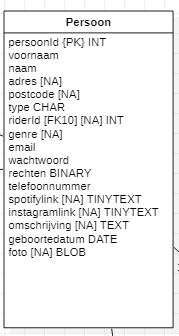 Persoon
persoonId {PK} INT
voornaam
naam
adres [NA]
postcode [NA]
type CHAR
riderId [FK10] [NA] INT
genre [NA]
email
wachtwoord
rechten BINARY
telefoonnummer
spotifylink [NA] TINYTEXT
instagramlink [NA] TINYTEXT
omschrijving [NA] TEXT
geboortedatum DATE
foto [NA] BLOB